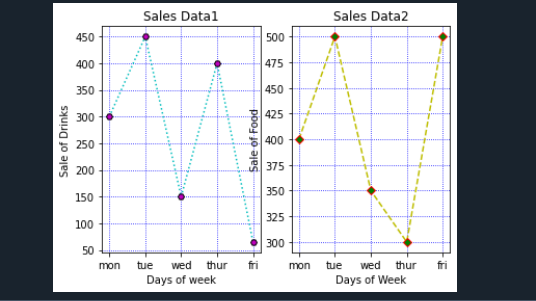 Sales Data1
Sale of Drinks
450
400
350
300
250
200
150
100
50
mon tue wed thur fri
Days of week
Sales Data2
Sale of Food
500
475
450
425
400
375
350
325
300
mon tue wed thur fri
Days of Week